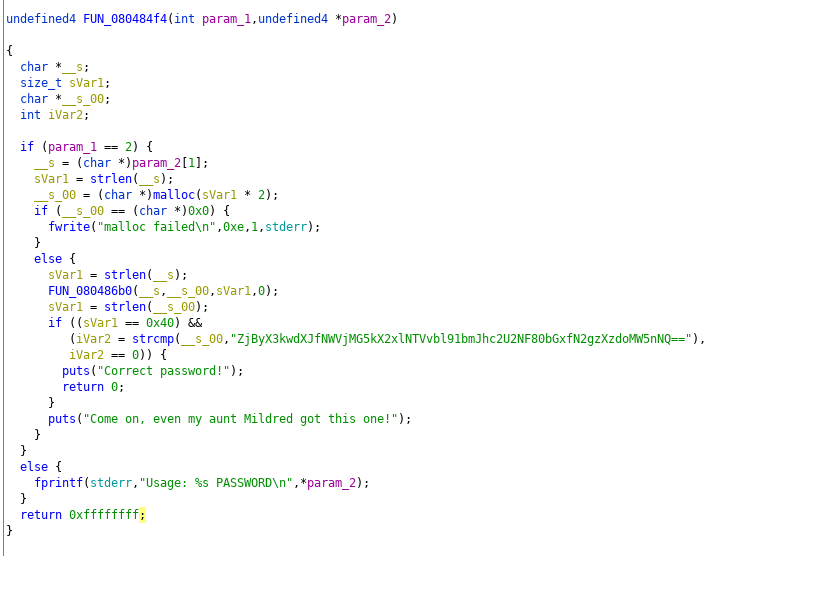 undefined4 FUN_080484f4(int param_1,undefined4 *param_2)
{
char *__s;
size_t sVar1;
char *__s_00;
int iVar2;
if (param_1 == 2) {
__s = (char *)param_2[1];
sVar1 = strlen(__s);
__s_00 = (char *)malloc(sVar1 * 2);
if (__s_00 == (char *)0x0) {
fwrite("malloc failed\n",0xe,1,stderr);
}
else {
sVar1 = strlen(__s);
FUN_080486b0(__s,__s_00,sVar1,0);
sVar1 = strlen(__s_00);
if ((sVar1 == 0x40) &&
(iVar2 = strcmp(__s_00,"ZjByX3kwdXJfNWVjMG5kX2xlNTVvbl91bmJhc2U2NF80bGxfN2gzXzdoMW5nNQ=="),
iVar2 == 0)) {
puts("Correct password!");
return 0;
}
puts("Come on, even my aunt Mildred got this one!");
}
}
else {
fprintf(stderr,"Usage: %s PASSWORD\n",*param_2);
}
return 0xffffffff;
}